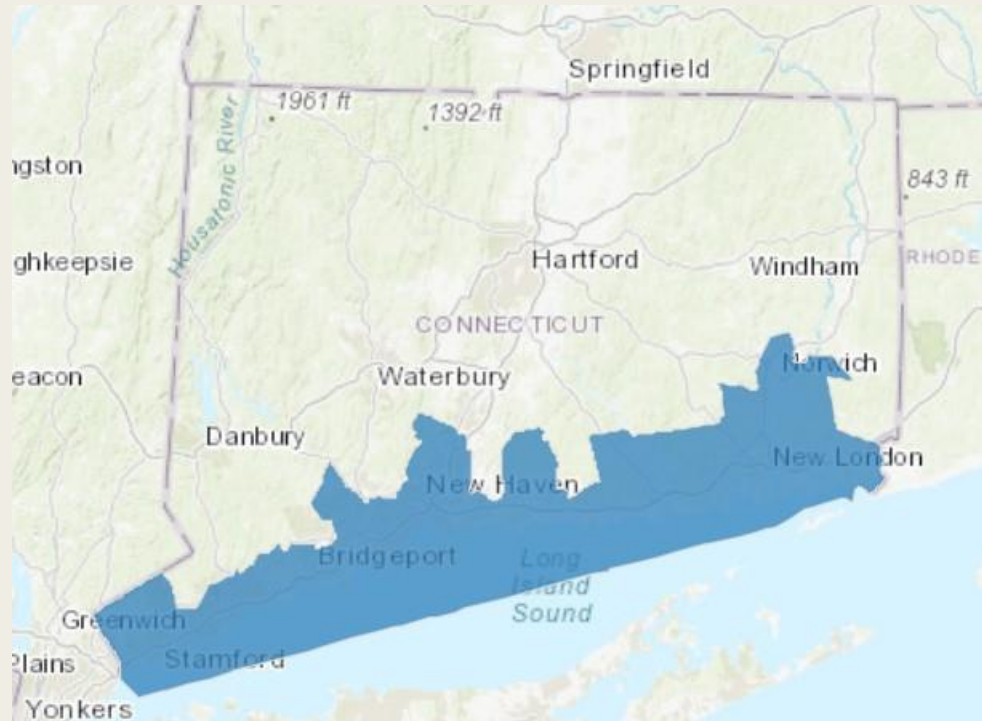 Springfield
1961 ft
1392 ft
Housatonic River
ngston
843 ft
ghkeepsie
Hartford
Windham
RHODE
CONNECTICUT
eacon
Waterbury
Norwich
Danbury
New London
New Haven
Bridgeport
Long
Island
Sound
Greenwich
Plains
Stamford
Yonkers